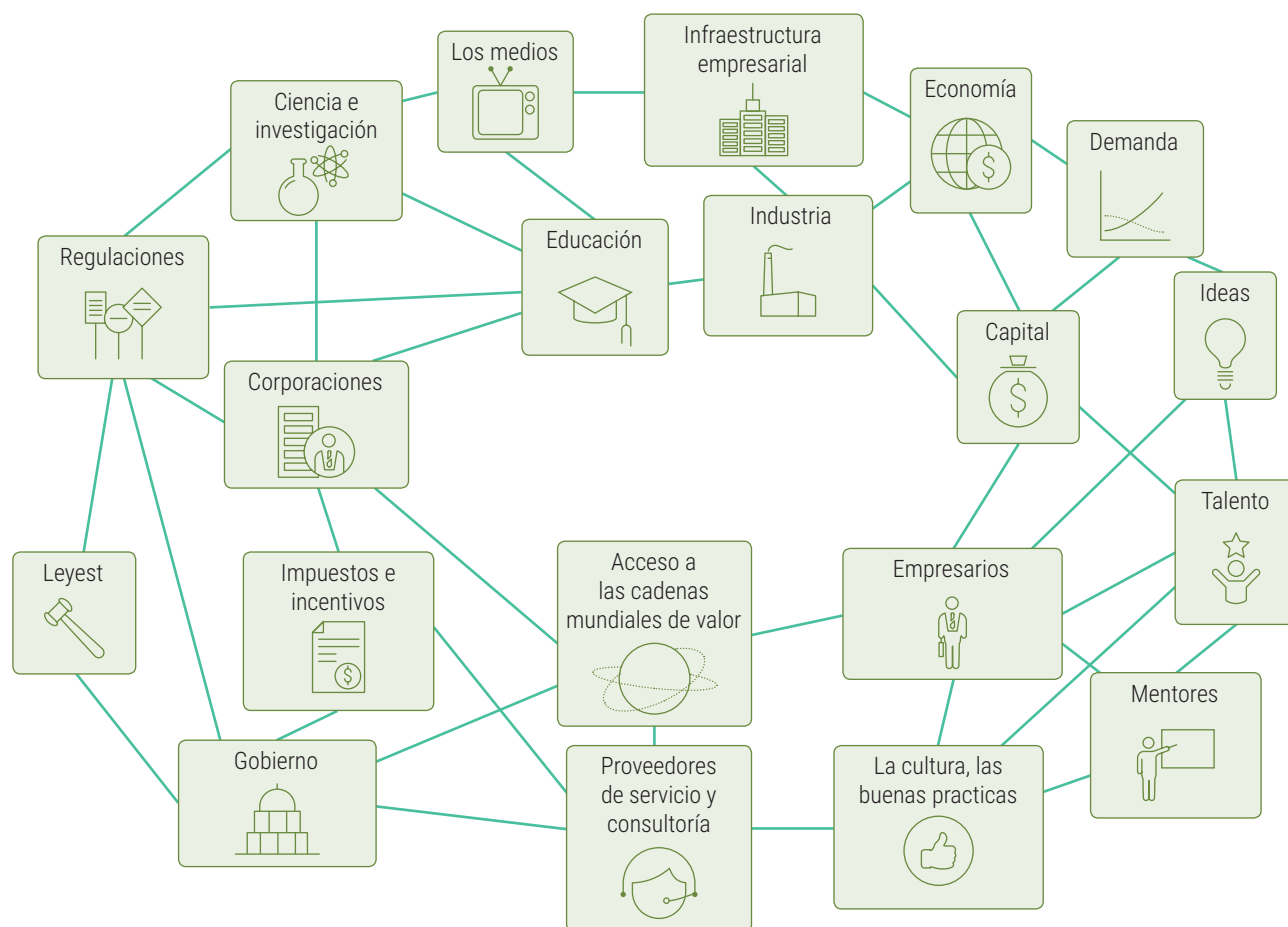 Los medios
Infraestructura
empresarial
Ciencia e
investigación
Economía
$
Demanda
Regulaciones
Educación
Industria
Ideas
Capital
$
Corporaciones
Talento
Leyest
Impuestos e
incentivos
$
Acceso a
las cadenas
mundiales de valor
Empresarios
Mentores
Gobierno
Proveedores
de servicio y
consultoría
La cultura, las
buenas practicas